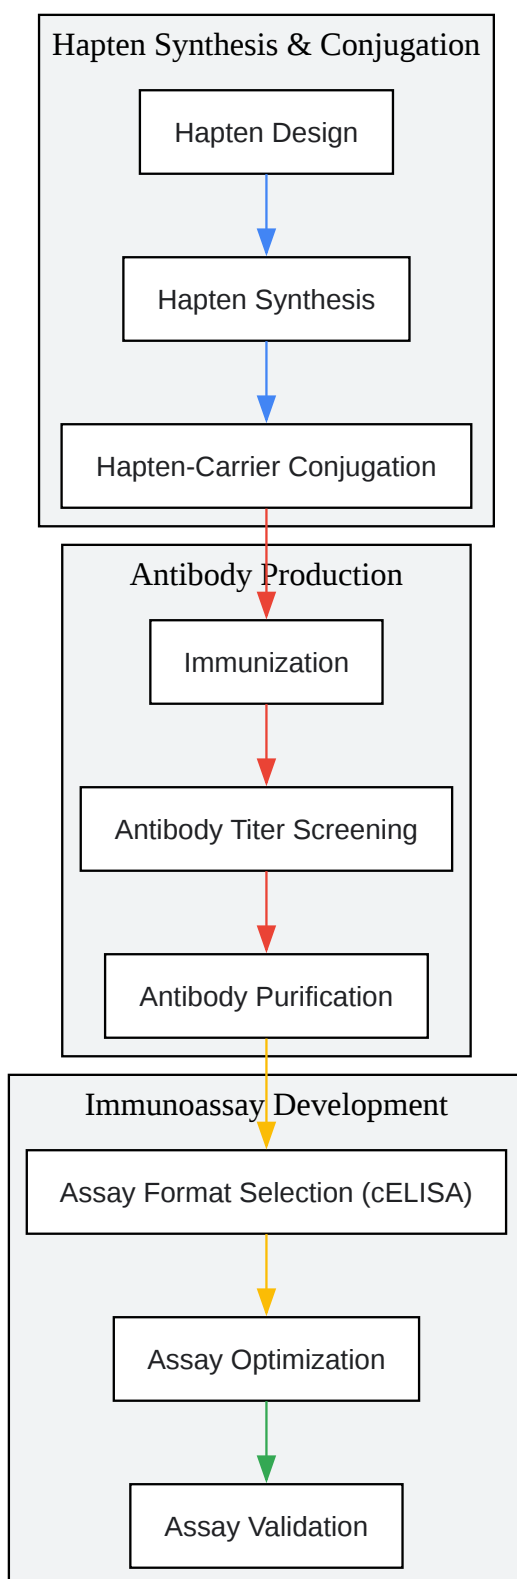 Hapten Synthesis & Conjugation
Hapten Design
Hapten Synthesis
Hapten-Carrier Conjugation
Antibody Production
Immunization
Antibody Titer Screening
Antibody Purification
Immunoassay Development
Assay Format Selection (cELISA)
Assay Optimization
Assay Validation